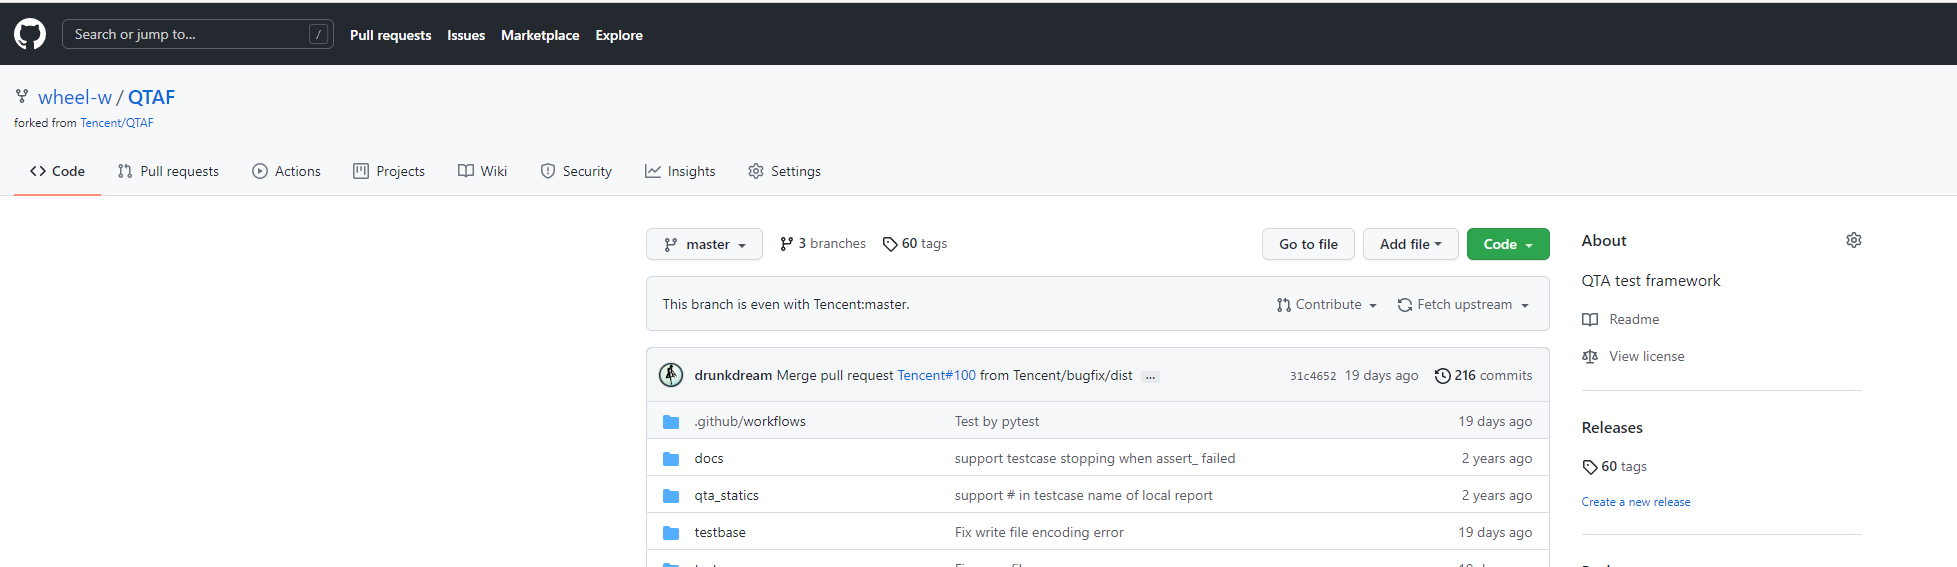 Search or jump to... /
Pull requests Issues Marketplace Explore
wheel-w / QTAF
forked from Tencent/QTAF
Code Pull requests Actions Projects Wiki Security Insights Settings
master 3 branches 60 tags Go to file Add file Code
This branch is even with Tencent:master. Contribute Fetch upstream
drunkdream Merge pull request Tencent#100 from Tencent/bugfix/dist ... 31c4652 19 days ago 216 commits
.github/workflows Test by pytest 19 days ago
docs support testcase stopping when assert_ failed 2 years ago
qta_statics support # in testcase name of local report 2 years ago
testbase Fix write file encoding error 19 days ago
About
QTA test framework
Readme
View license
Releases
60 tags
Create a new release